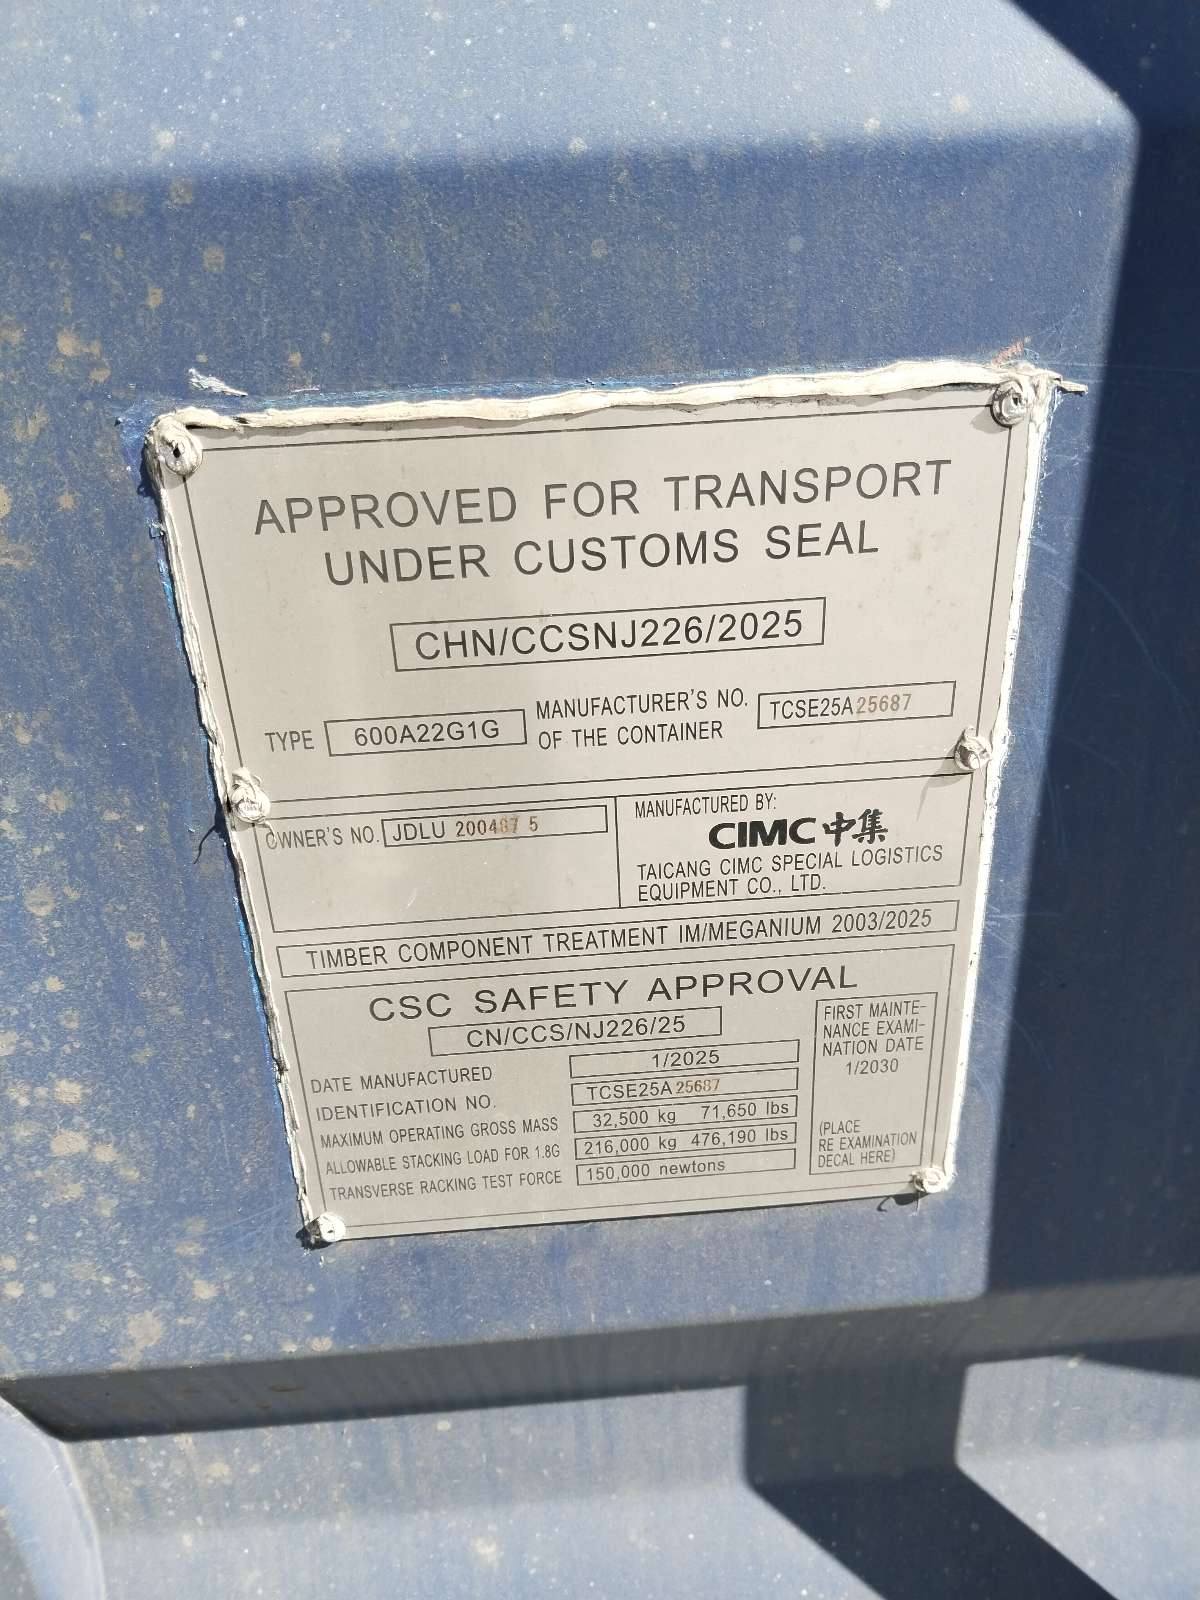 APPROVED FOR TRANSPORT
UNDER CUSTOMS SEAL
CHN/CCSNJ226/2025
TYPE 600A22G1G
MANUFACTURER'S NO.
OF THE CONTAINER
TCSE25A25687
OWNER'S NO. JDLU 200487 5
MANUFACTURED BY:
CIMC 中集
TAICANG CIMC SPECIAL LOGISTICS
EQUIPMENT CO., LTD.
TIMBER COMPONENT TREATMENT IM/MEGANIUM 2003/2025
CSC SAFETY APPROVAL
CN/CCS/NJ226/25
DATE MANUFACTURED 1/2025
IDENTIFICATION NO. TCSE25A25687
MAXIMUM OPERATING GROSS MASS 32,500 kg 71,650 lbs
ALLOWABLE STACKING LOAD FOR 1.8G 216,000 kg 476,190 lbs
TRANSVERSE RACKING TEST FORCE 150,000 newtons
FIRST MAINTE-
NANCE EXAMI-
NATION DATE
1/2030
(PLACE
RE EXAMINATION
DECAL HERE)